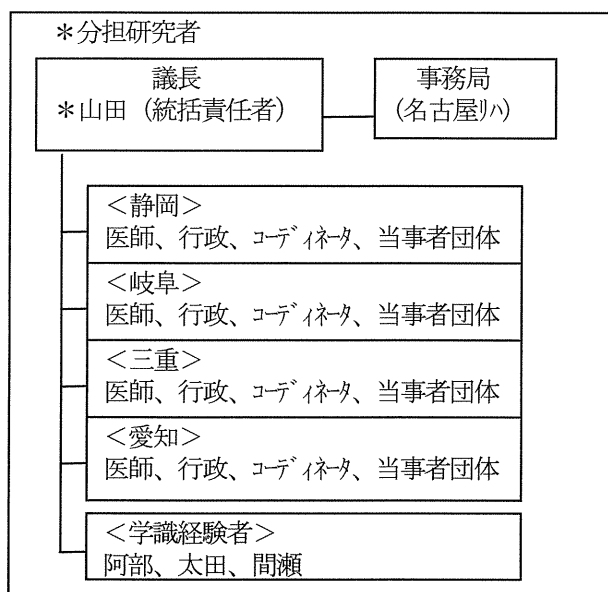 ＊分担研究者
議長
＊山田（統括責任者）
事務局
(名古屋ﾘﾊ)
＜静岡＞
医師、行政、ｺｰﾃﾞｨﾈｰﾀ、当事者団体
＜岐阜＞
医師、行政、ｺｰﾃﾞｨﾈｰﾀ、当事者団体
＜三重＞
医師、行政、ｺｰﾃﾞｨﾈｰﾀ、当事者団体
＜愛知＞
医師、行政、ｺｰﾃﾞｨﾈｰﾀ、当事者団体
＜学識経験者＞
阿部、太田、間瀬